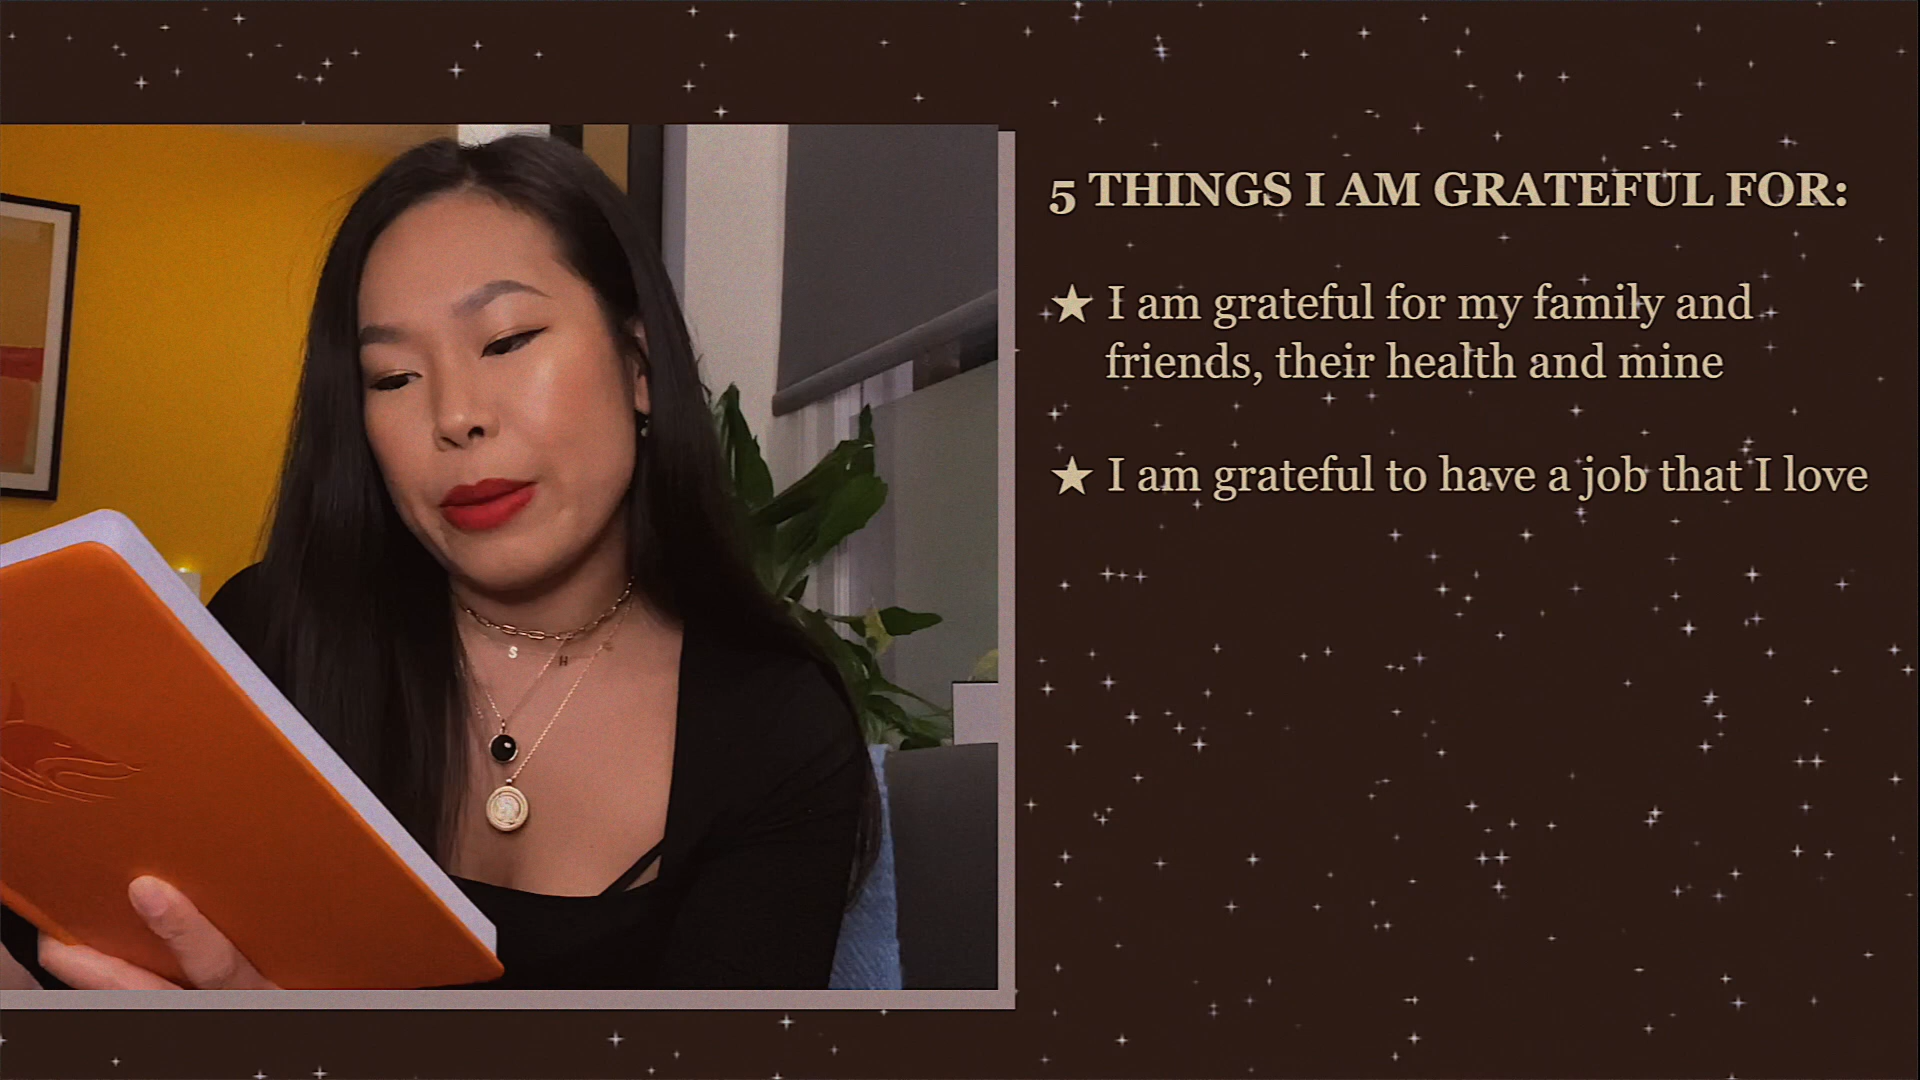 5 THINGS I AM GRATEFUL FOR:
★ I am grateful for my family and
friends, their health and mine
★ I am grateful to have a job that I love
S H